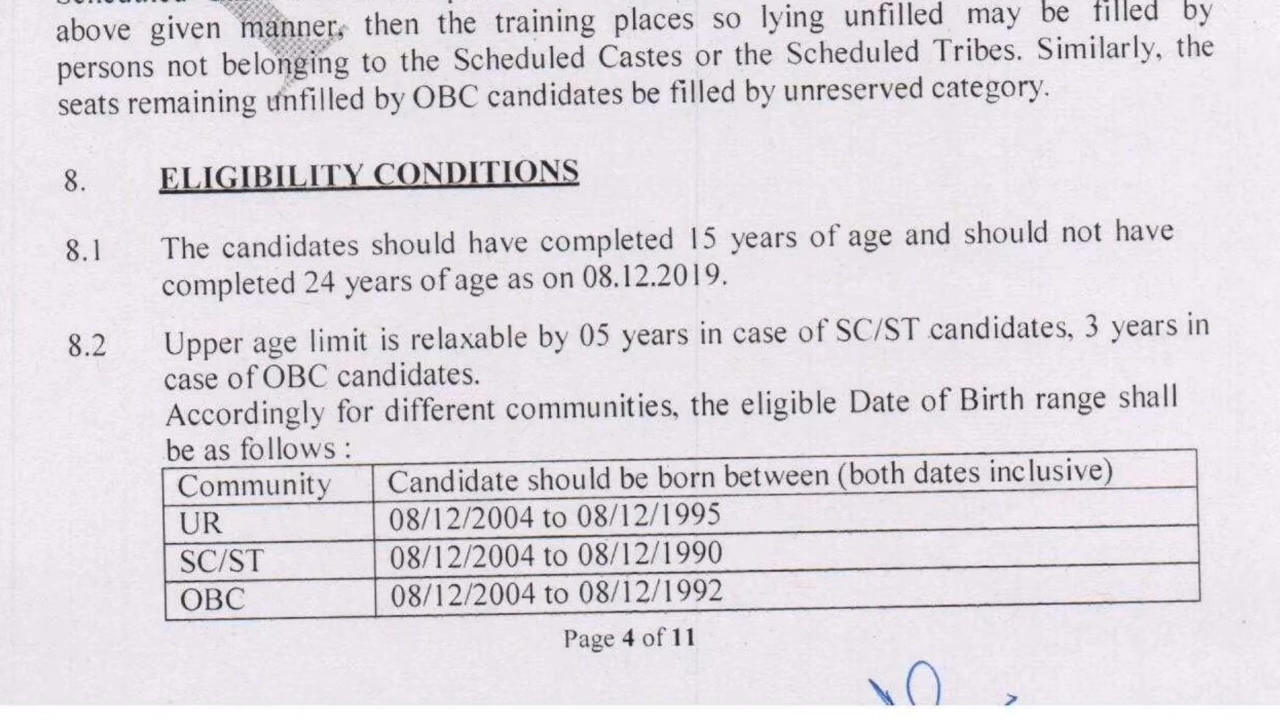 above given manner, then the training places so lying unfilled may be filled by
persons not belonging to the Scheduled Castes or the Scheduled Tribes. Similarly, the
seats remaining unfilled by OBC candidates be filled by unreserved category.
8. ELIGIBILITY CONDITIONS
8.1 The candidates should have completed 15 years of age and should not have
completed 24 years of age as on 08.12.2019.
8.2 Upper age limit is relaxable by 05 years in case of SC/ST candidates, 3 years in
case of OBC candidates.
Accordingly for different communities, the eligible Date of Birth range shall
be as follows :
Community Candidate should be born between (both dates inclusive)
UR 08/12/2004 to 08/12/1995
SC/ST 08/12/2004 to 08/12/1990
OBC 08/12/2004 to 08/12/1992
Page 4 of 11